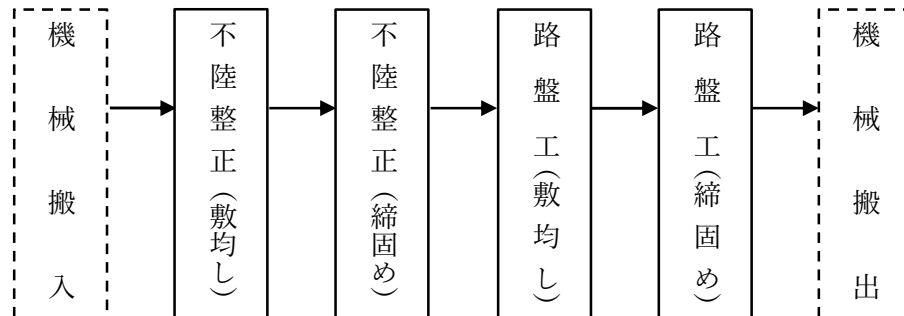 機械搬入
不陸整正（敷均し）
不陸整正（締固め）
路盤工（敷均し）
路盤工（締固め）
機械搬出